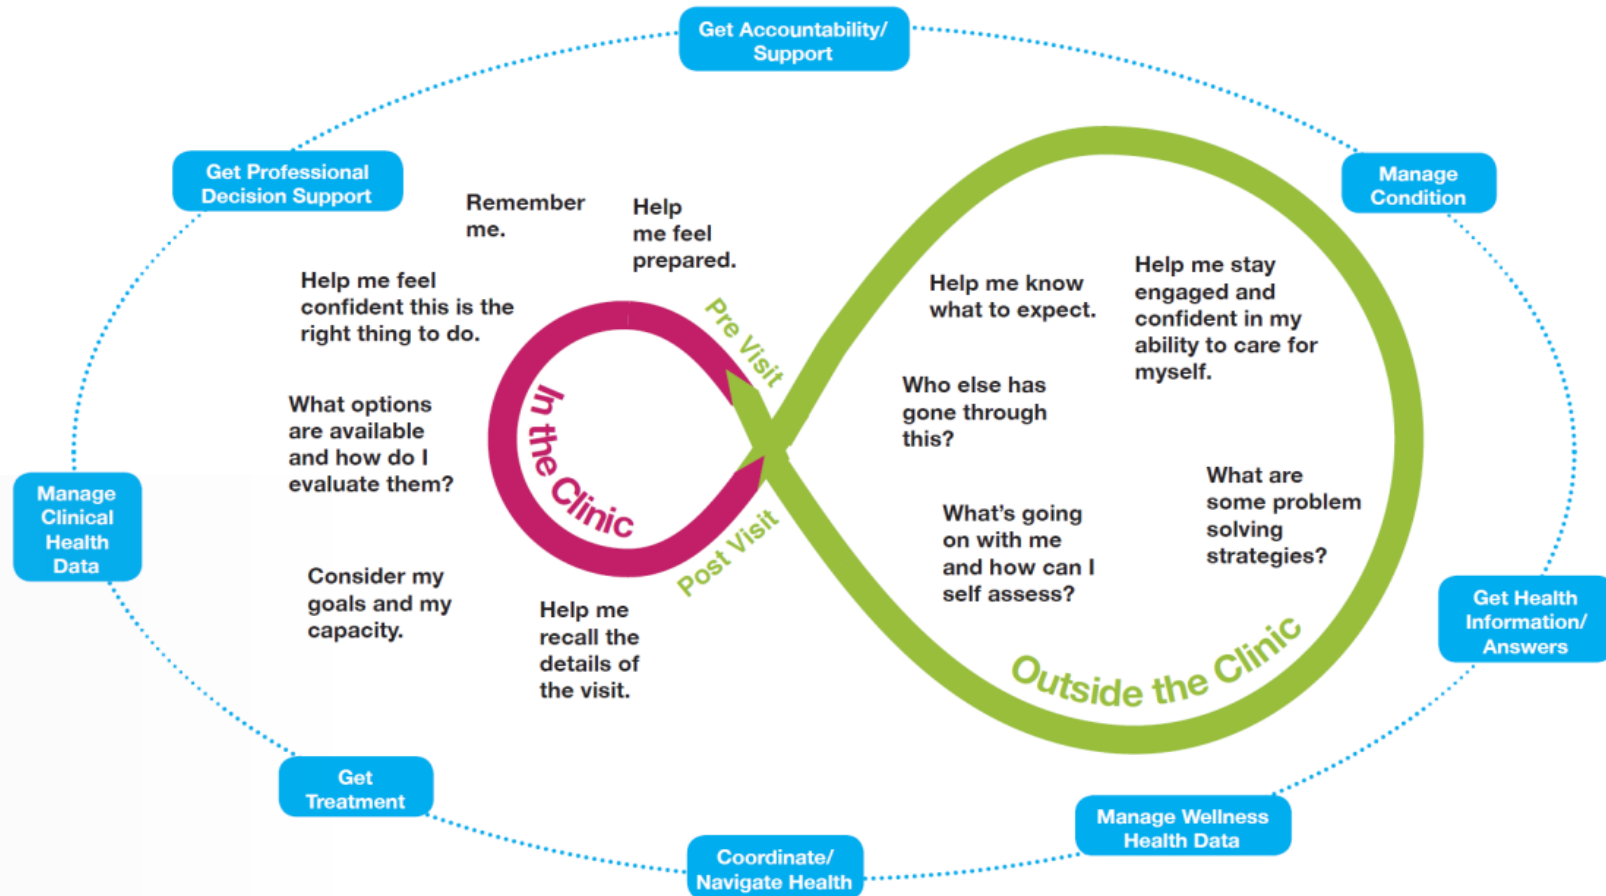 Get Accountability/
Support
Get Professional
Decision Support
Manage
Condition
Remember
me.
Help
me feel
prepared.
Help me feel
confident this is the
right thing to do.
What options
are available
and how do I
evaluate them?
Consider my
goals and my
capacity.
Help me
recall the
details of
the visit.
In the Clinic
Pre Visit
Post Visit
Help me know
what to expect.
Help me stay
engaged and
confident in my
ability to care for
myself.
Who else has
gone through
this?
What's going
on with me
and how can I
self assess?
What are
some problem
solving
strategies?
Outside the Clinic
Manage
Clinical
Health
Data
Get Health
Information/
Answers
Get
Treatment
Manage Wellness
Health Data
Coordinate/
Navigate Health